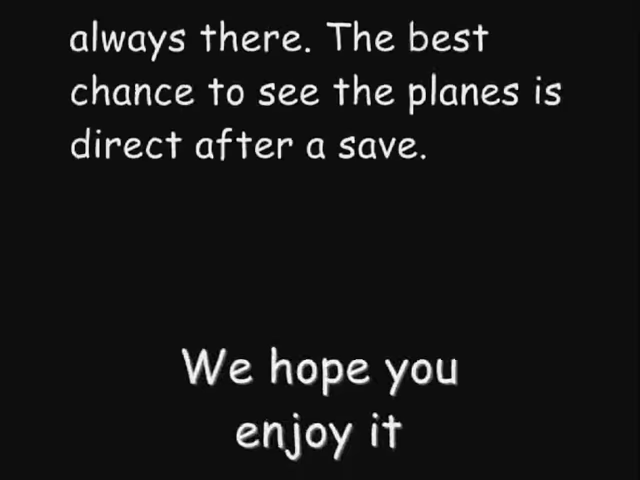 always there. The best
chance to see the planes is
direct after a save.
We hope you
enjoy it